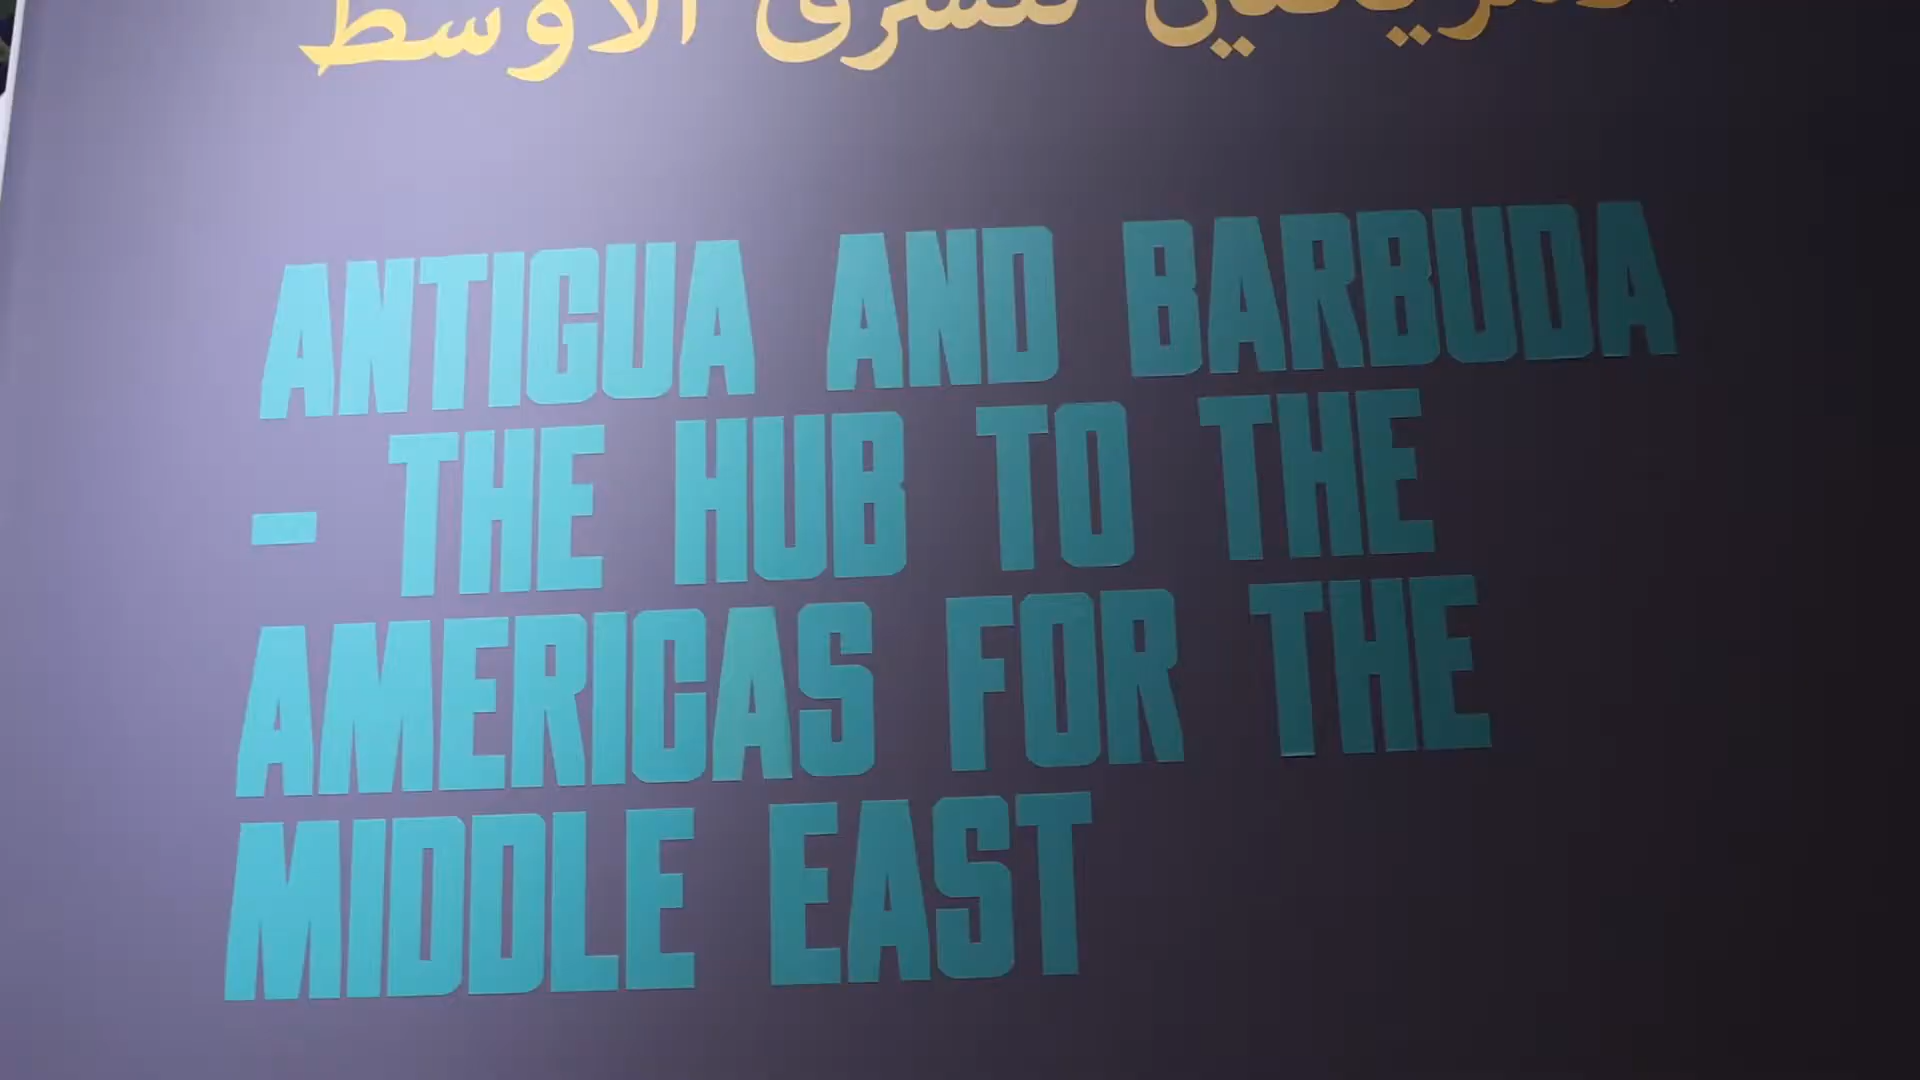 للشرق الأوسط
ANTIGUA AND BARBUDA
- THE HUB TO THE
AMERICAS FOR THE
MIDDLE EAST